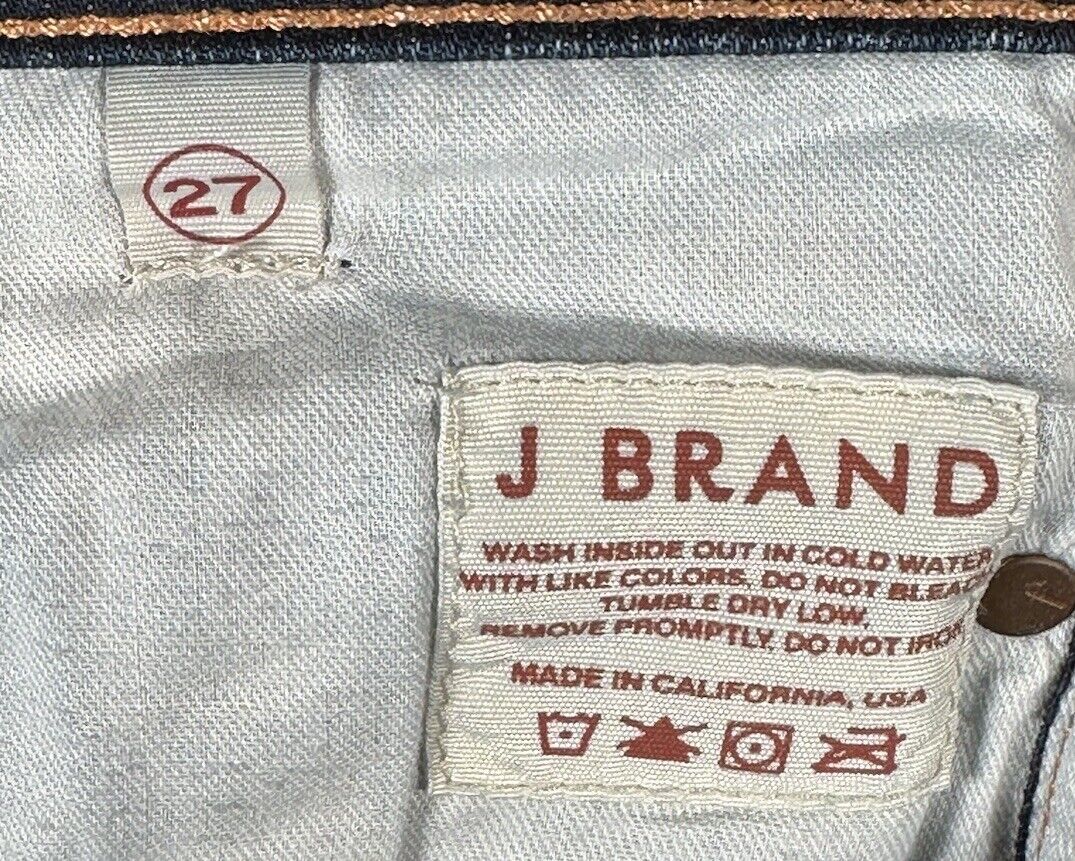 27
J BRAND
WASH INSIDE OUT IN COLD WATER
WITH LIKE COLORS. DO NOT BLEACH
TUMBLE DRY LOW.
REMOVE PROMPTLY. DO NOT IRON
MADE IN CALIFORNIA, USA